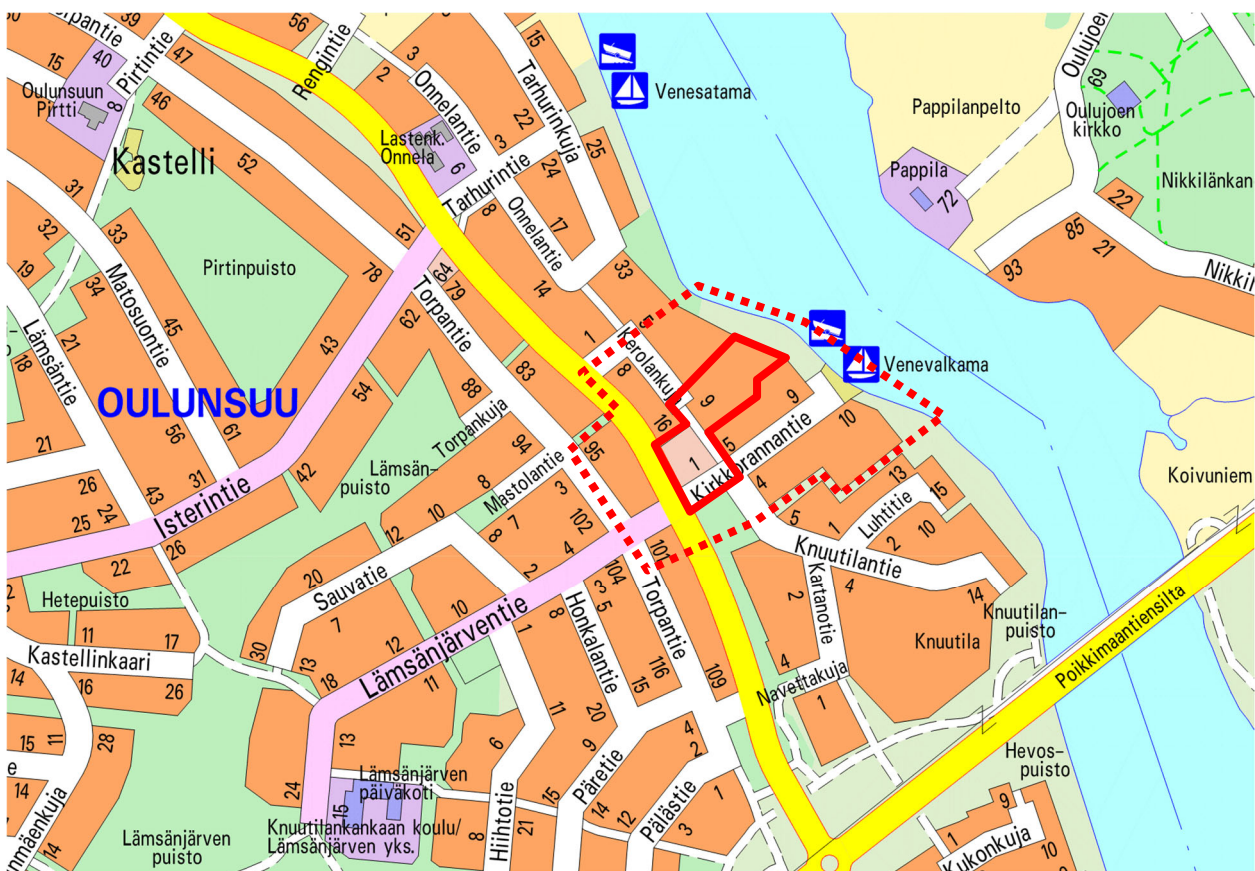 39
56
15
rpantie
40
Pirtintie
47
Rengintie
3
2
Onnelantie
Tarhurinkuja
Venesatama
Oulujoen
69
Oulujoen
kirkko
Pappilanpelto
15
Oulunsuun
Pirtti
8
46
22
Lastenk.
Onnela
6
3
25
24
Kastelli
52
Tarhurintie
Pappila
72
Nikkilänkan
22
31
8
Onnelantie
17
85
21
32
33
51
Pirtinpuisto
78
64
79
14
33
93
Nikkil
19
34
Matosuontie
45
62
Torpantie
1
5
Kerolankuja
Venevalkama
Lämsäntie
21
18
43
83
8
9
9
OULUNSUU
54
88
Torpankuja
16
10
56
61
94
95
5
1
Kirkkorannantie
21
42
Lämsän-
puisto
Mastolantie
8
4
13
Koivuniem
26
43
31
3
15
24
25
Isterintie
10
7
102
5
1
Luhtitie
26
12
8
4
101
2
10
22
20
2
104
Knuutilantie
Hetepuisto
Sauvatie
3
5
Torpantie
2
Kartanotie
4
14
Knuutilan-
puisto
11
17
7
10
Honkalantie
8
1
Knuutila
Poikkimaantiensilta
Kastellinkaari
30
13
12
Lämsänjärventie
116
4
14
16
26
18
11
15
109
Navettakuja
1
15
11
28
13
11
20
4
2
6
9
Hevos-
puisto
e
14
24
Lämsänjärven
päiväkoti
15
Päretie
1
9
15
Knuutilankankaan koulu/
Lämsänjärven yks.
Hiihtotie
14
12
Pälästie
3
1
Kukonkuja
10
nmäenkuja
14
Lämsänjärven
puisto
8
21